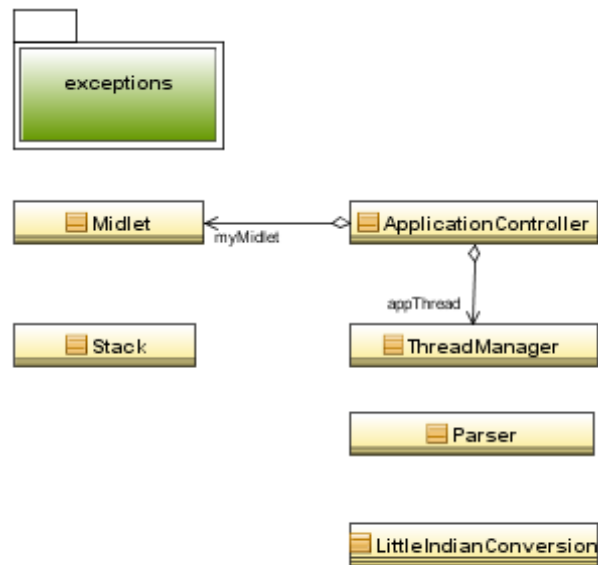 exceptions
Midlet
myMidlet
ApplicationController
appThread
Stack
ThreadManager
Parser
LittleIndianConversion